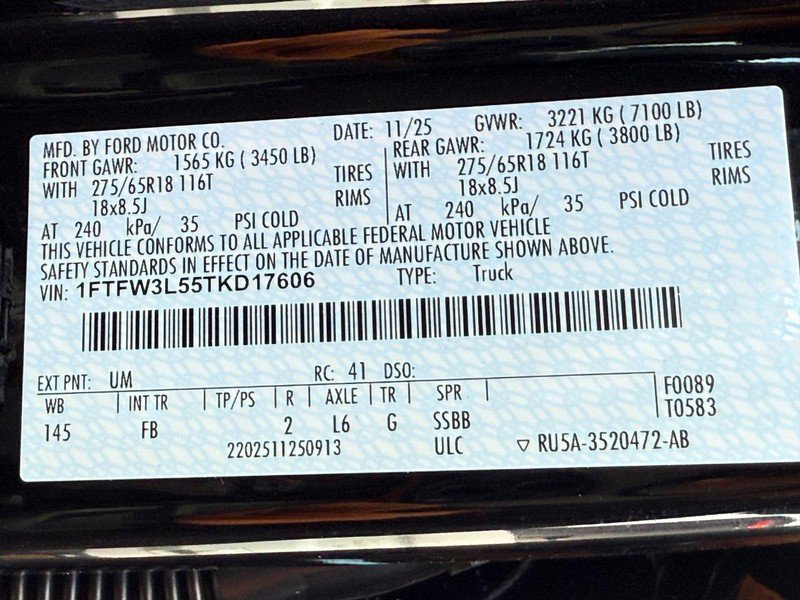 MFD. BY FORD MOTOR CO. DATE: 11/25 GVWR: 3221 KG ( 7100 LB)
FRONT GAWR: 1565 KG ( 3450 LB) REAR GAWR: 1724 KG ( 3800 LB)
WITH 275/65R18 116T TIRES WITH 275/65R18 116T TIRES
18x8.5J RIMS 18x8.5J RIMS
AT 240 kPa/ 35 PSI COLD AT 240 kPa/ 35 PSI COLD
THIS VEHICLE CONFORMS TO ALL APPLICABLE FEDERAL MOTOR VEHICLE
SAFETY STANDARDS IN EFFECT ON THE DATE OF MANUFACTURE SHOWN ABOVE.
VIN: 1FTFW3L55TKD17606 TYPE: Truck
EXT PNT: UM RC: 41 DSO:
WB INT TR TP/PS R AXLE TR SPR F0089
145 FB 2 L6 G SSBB T0583
2202511250913 ULC ▽ RU5A-3520472-AB